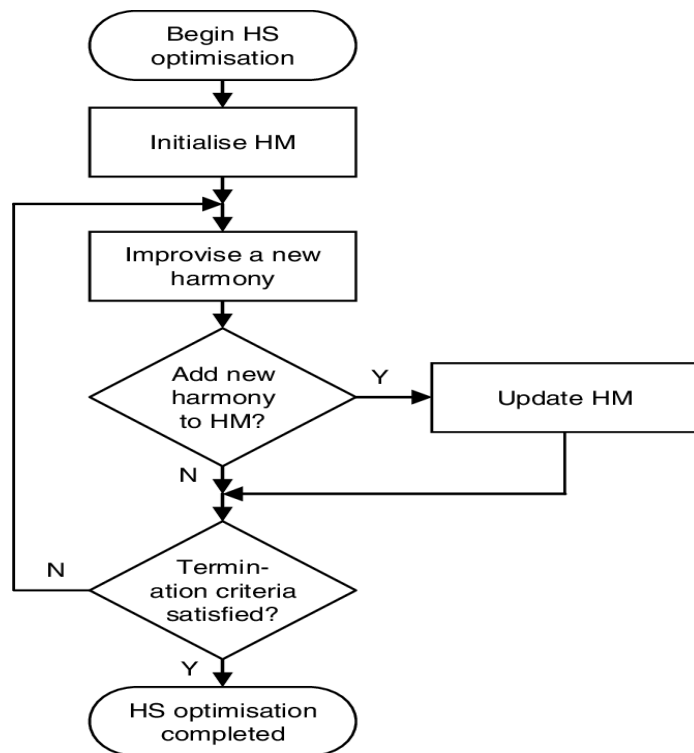 Begin HS
optimisation
Initialise HM
Improvise a new
harmony
Add new
harmony
to HM?
Y
Update HM
N
N
Termin-
ation criteria
satisfied?
Y
HS optimisation
completed